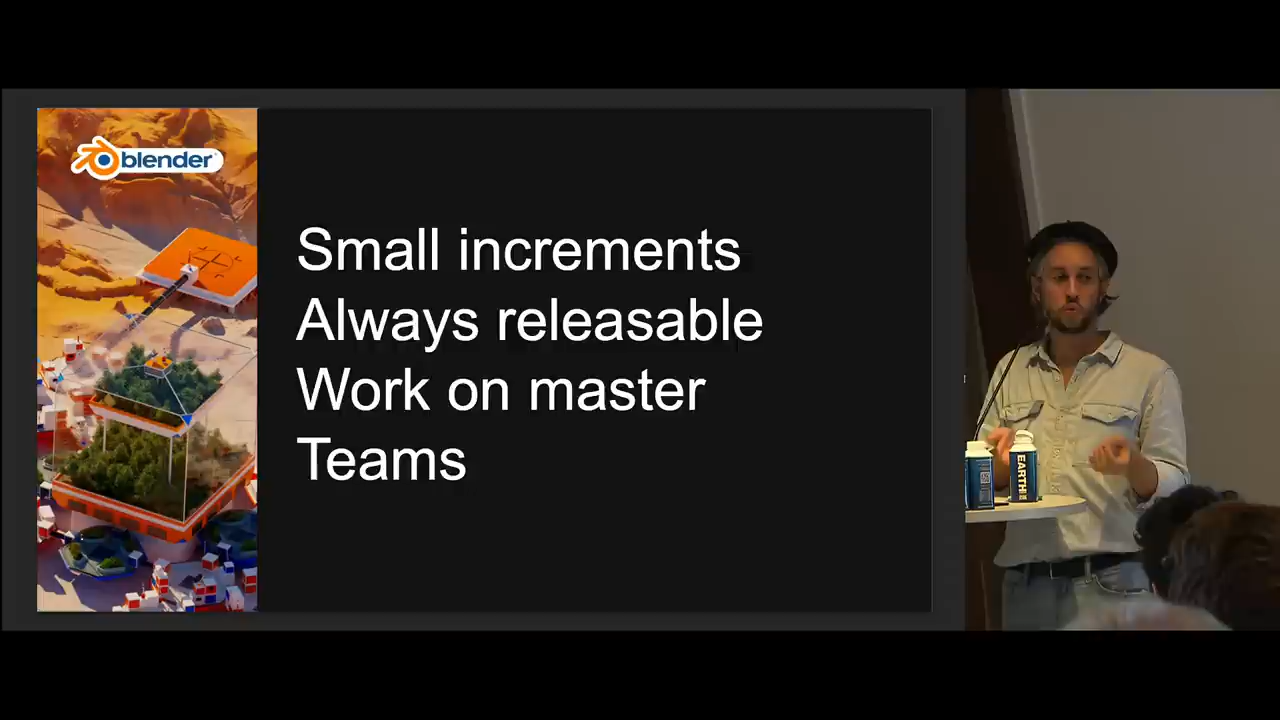 blender
Small increments
Always releasable
Work on master
Teams
EARTH